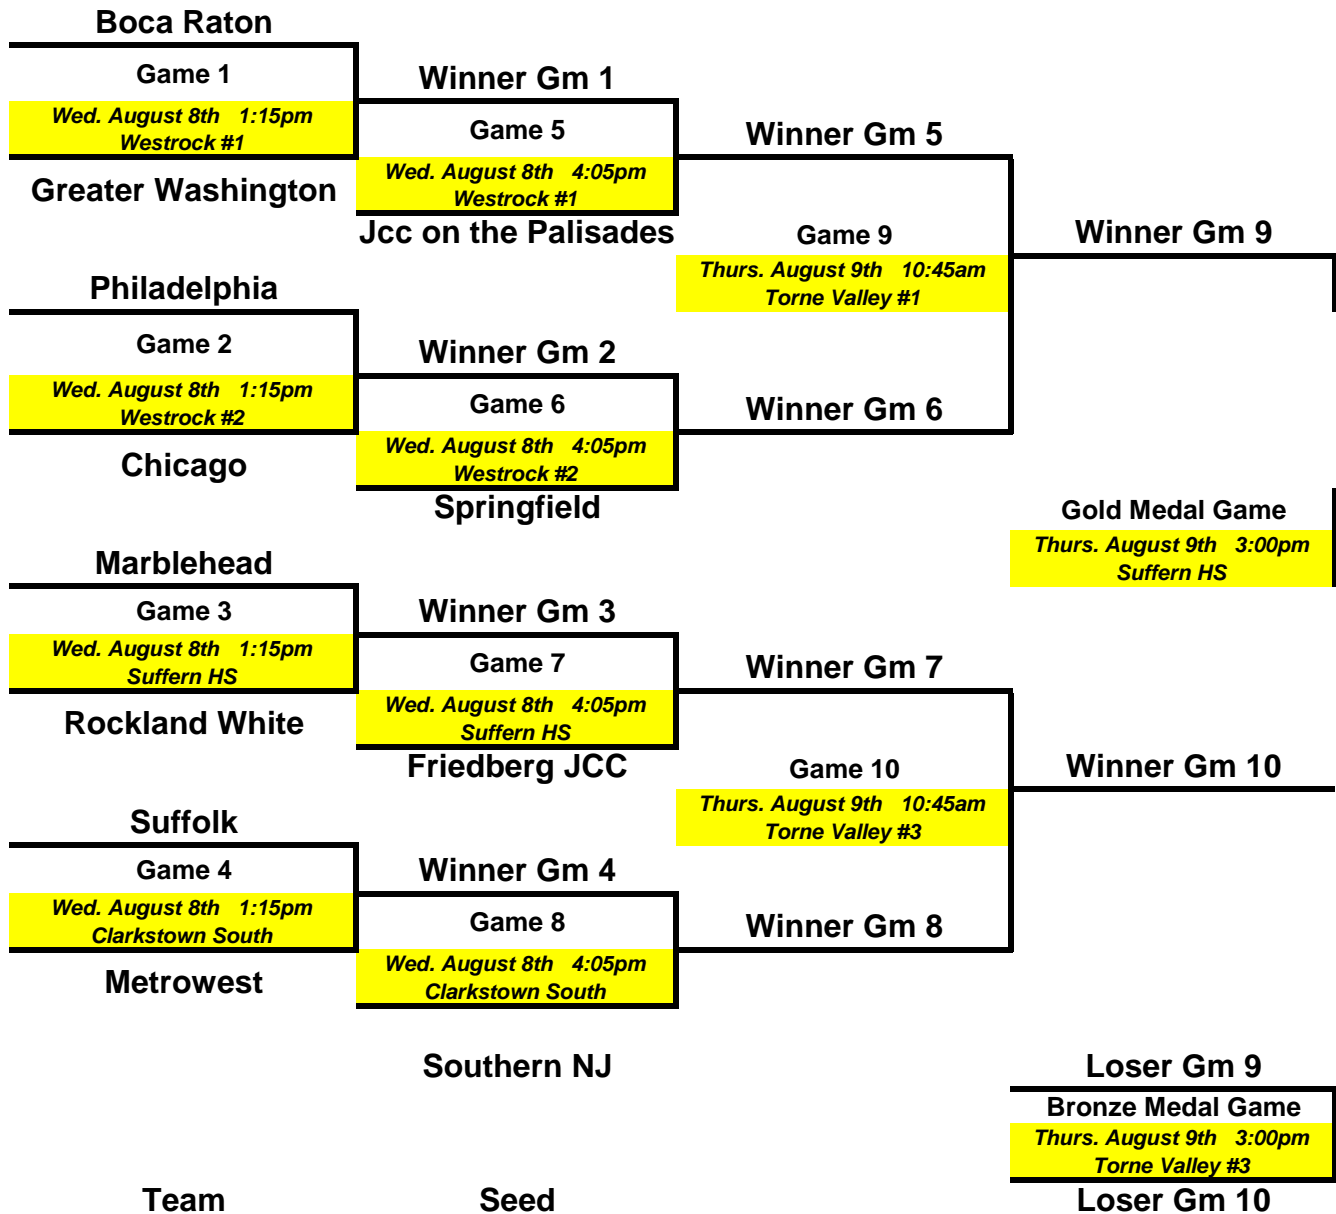 Boca Raton
Game 1
Wed. August 8th 1:15pm
Westrock #1
Greater Washington
Winner Gm 1
Game 5
Wed. August 8th 4:05pm
Westrock #1
Jcc on the Palisades
Winner Gm 5
Game 9
Thurs. August 9th 10:45am
Torne Valley #1
Winner Gm 9
Philadelphia
Game 2
Wed. August 8th 1:15pm
Westrock #2
Chicago
Winner Gm 2
Game 6
Wed. August 8th 4:05pm
Westrock #2
Springfield
Winner Gm 6
Gold Medal Game
Thurs. August 9th 3:00pm
Suffern HS
Marblehead
Game 3
Wed. August 8th 1:15pm
Suffern HS
Rockland White
Winner Gm 3
Game 7
Wed. August 8th 4:05pm
Suffern HS
Friedberg JCC
Winner Gm 7
Game 10
Thurs. August 9th 10:45am
Torne Valley #3
Winner Gm 10
Suffolk
Game 4
Wed. August 8th 1:15pm
Clarkstown South
Metrowest
Winner Gm 4
Game 8
Wed. August 8th 4:05pm
Clarkstown South
Southern NJ
Winner Gm 8
Loser Gm 9
Bronze Medal Game
Thurs. August 9th 3:00pm
Torne Valley #3
Loser Gm 10
Team
Seed